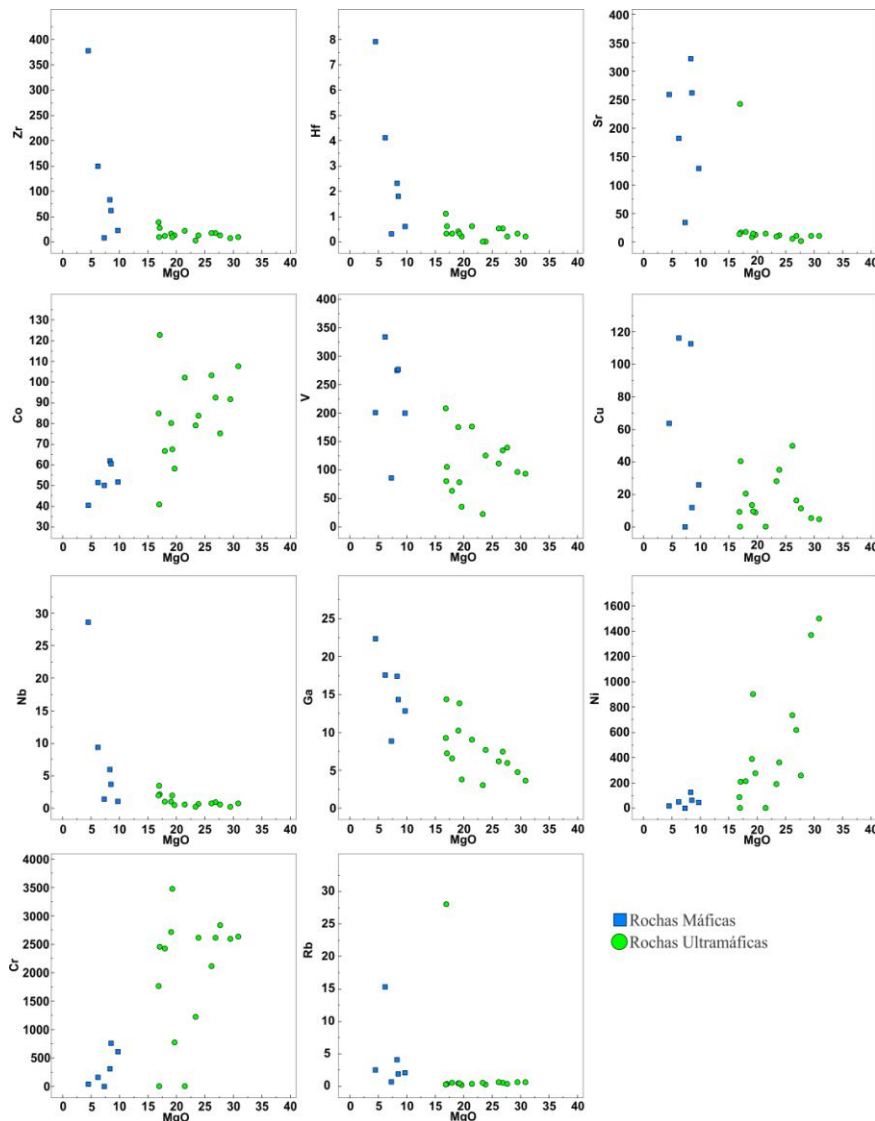 Zr
400
350
300
250
200
150
100
50
0
0 5 10 15 20 25 30 35 40
MgO
Hf
8
7
6
5
4
3
2
1
0
0 5 10 15 20 25 30 35 40
MgO
Sr
400
350
300
250
200
150
100
50
0
0 5 10 15 20 25 30 35 40
MgO
Co
130
120
110
100
90
80
70
60
50
40
30
0 5 10 15 20 25 30 35 40
MgO
V
400
350
300
250
200
150
100
50
0
0 5 10 15 20 25 30 35 40
MgO
Cu
120
100
80
60
40
20
0
0 5 10 15 20 25 30 35 40
MgO
Nb
30
25
20
15
10
5
0
0 5 10 15 20 25 30 35 40
MgO
Ga
25
20
15
10
5
0
0 5 10 15 20 25 30 35 40
MgO
Ni
1600
1400
1200
1000
800
600
400
200
0
0 5 10 15 20 25 30 35 40
MgO
Cr
4000
3500
3000
2500
2000
1500
1000
500
0
0 5 10 15 20 25 30 35 40
MgO
Rb
30
25
20
15
10
5
0
0 5 10 15 20 25 30 35 40
MgO
Rochas Máficas
Rochas Ultramáficas